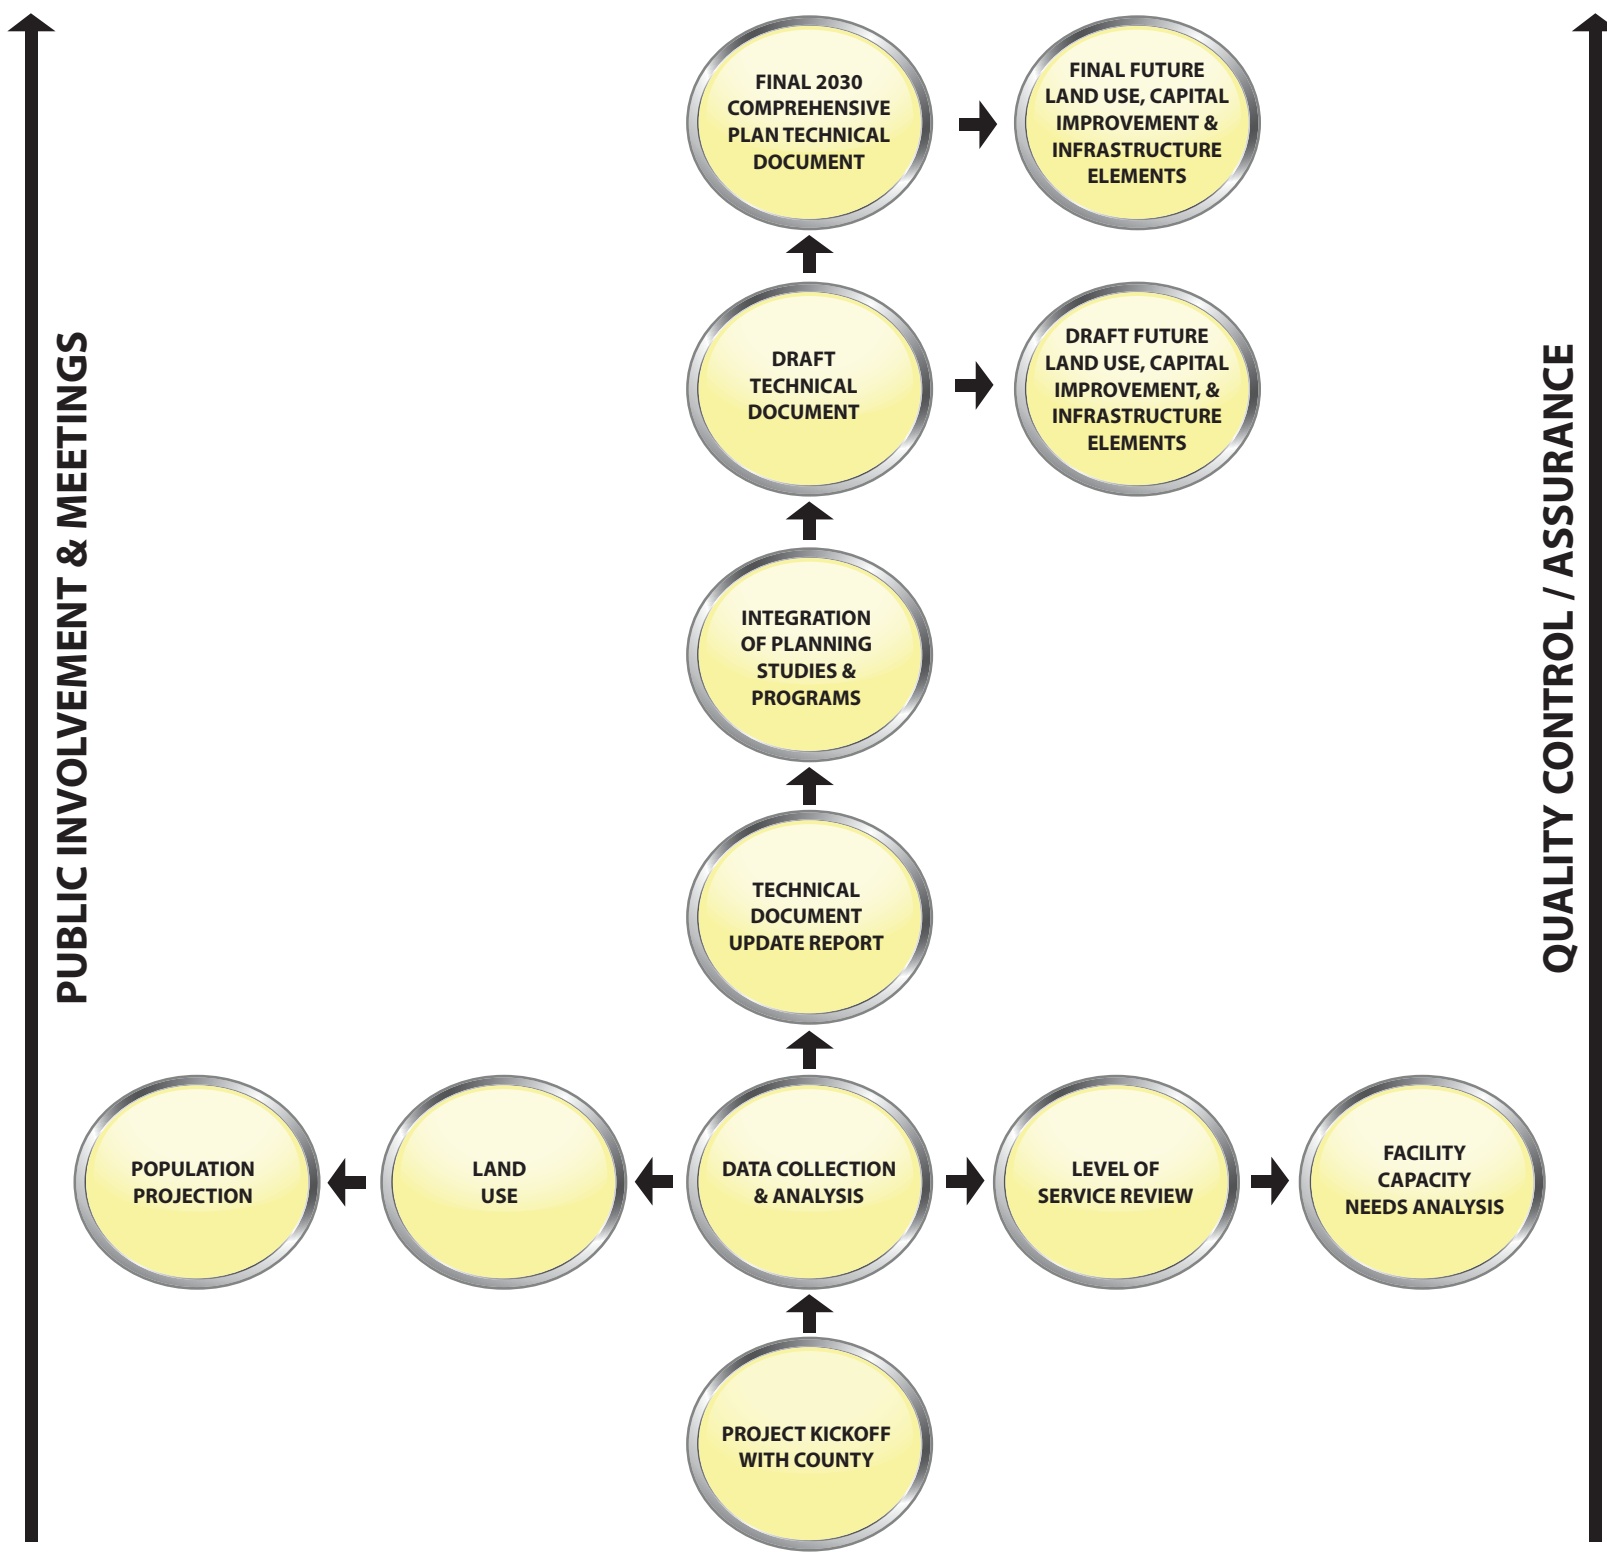 FINAL 2030
COMPREHENSIVE
PLAN TECHNICAL
DOCUMENT
FINAL FUTURE
LAND USE, CAPITAL
IMPROVEMENT &
INFRASTRUCTURE
ELEMENTS
DRAFT
TECHNICAL
DOCUMENT
DRAFT FUTURE
LAND USE, CAPITAL
IMPROVEMENT, &
INFRASTRUCTURE
ELEMENTS
PUBLIC INVOLVEMENT & MEETINGS
QUALITY CONTROL / ASSURANCE
INTEGRATION
OF PLANNING
STUDIES &
PROGRAMS
TECHNICAL
DOCUMENT
UPDATE REPORT
POPULATION
PROJECTION
LAND
USE
DATA COLLECTION
& ANALYSIS
LEVEL OF
SERVICE REVIEW
FACILITY
CAPACITY
NEEDS ANALYSIS
PROJECT KICKOFF
WITH COUNTY